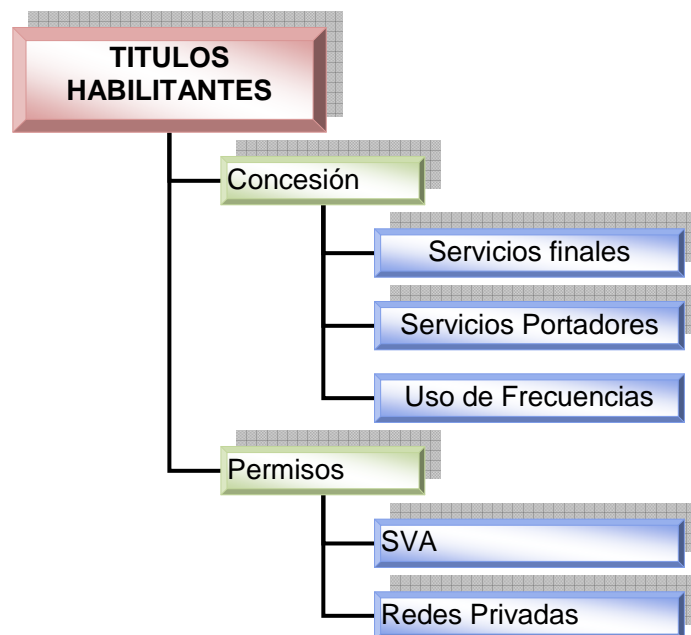 TITULOS
HABILITANTES
Concesión
Servicios finales
Servicios Portadores
Uso de Frecuencias
Permisos
SVA
Redes Privadas